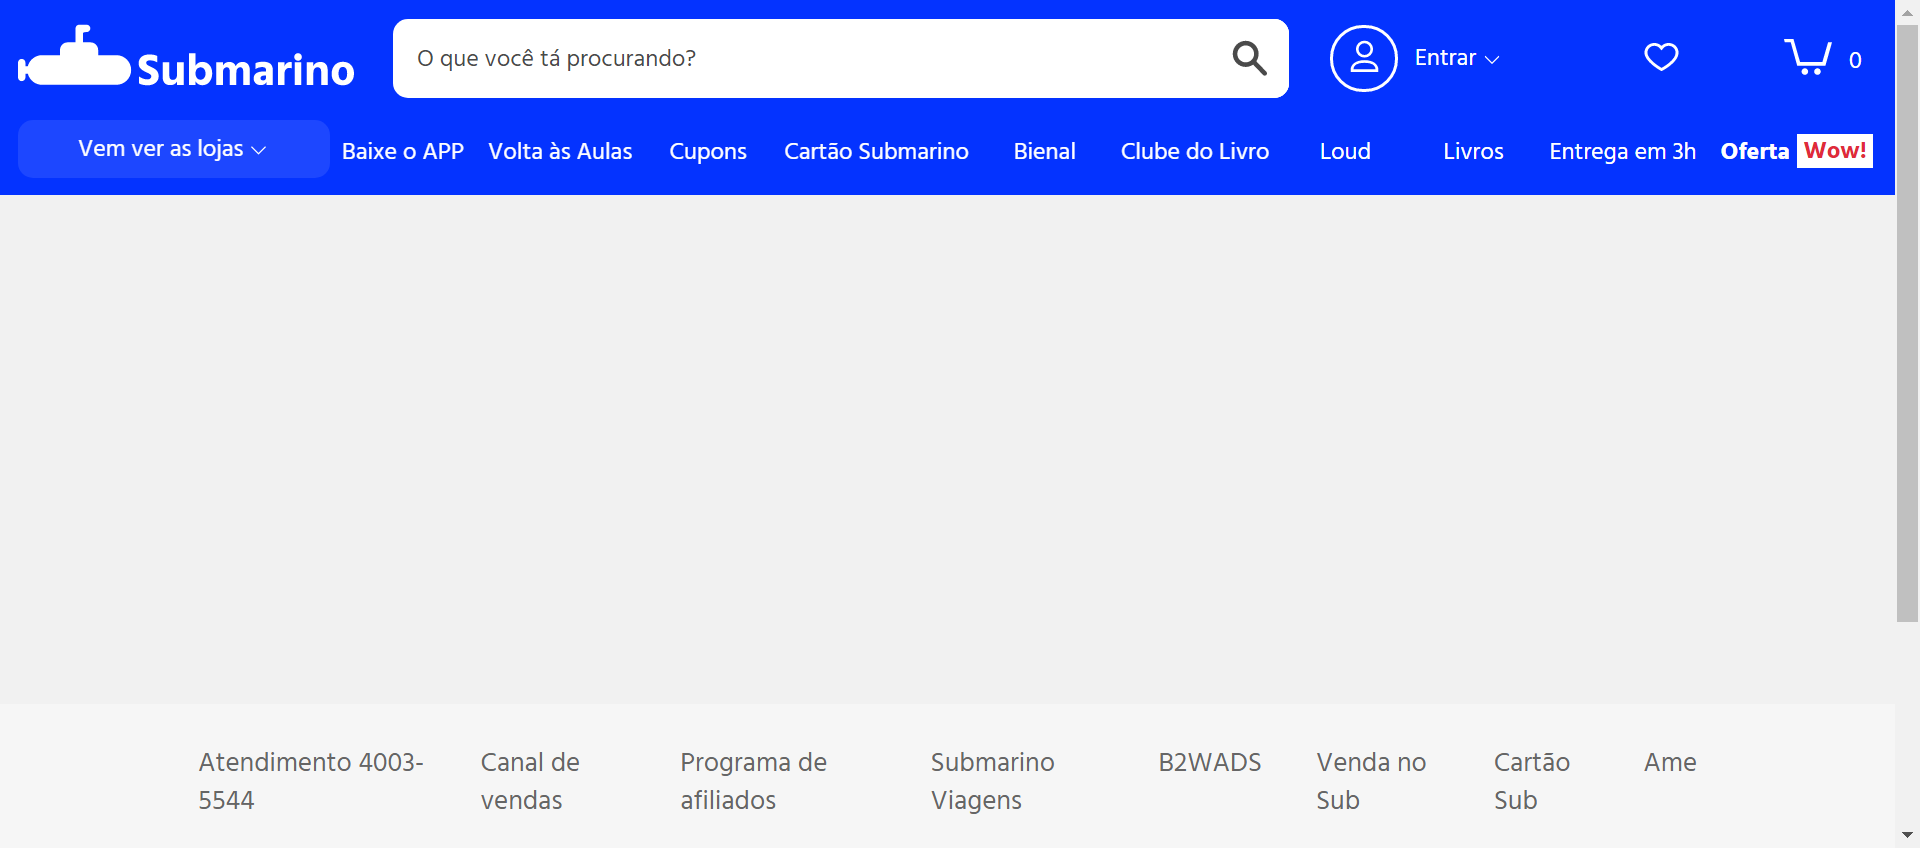 Submarino
O que você tá procurando?
Entrar
0
Vem ver as lojas
Baixe o APP
Volta às Aulas
Cupons
Cartão Submarino
Bienal
Clube do Livro
Loud
Livros
Entrega em 3h
Oferta Wow!
Atendimento 4003-
5544
Canal de
vendas
Programa de
afiliados
Submarino
Viagens
B2WADS
Venda no
Sub
Cartão
Sub
Ame